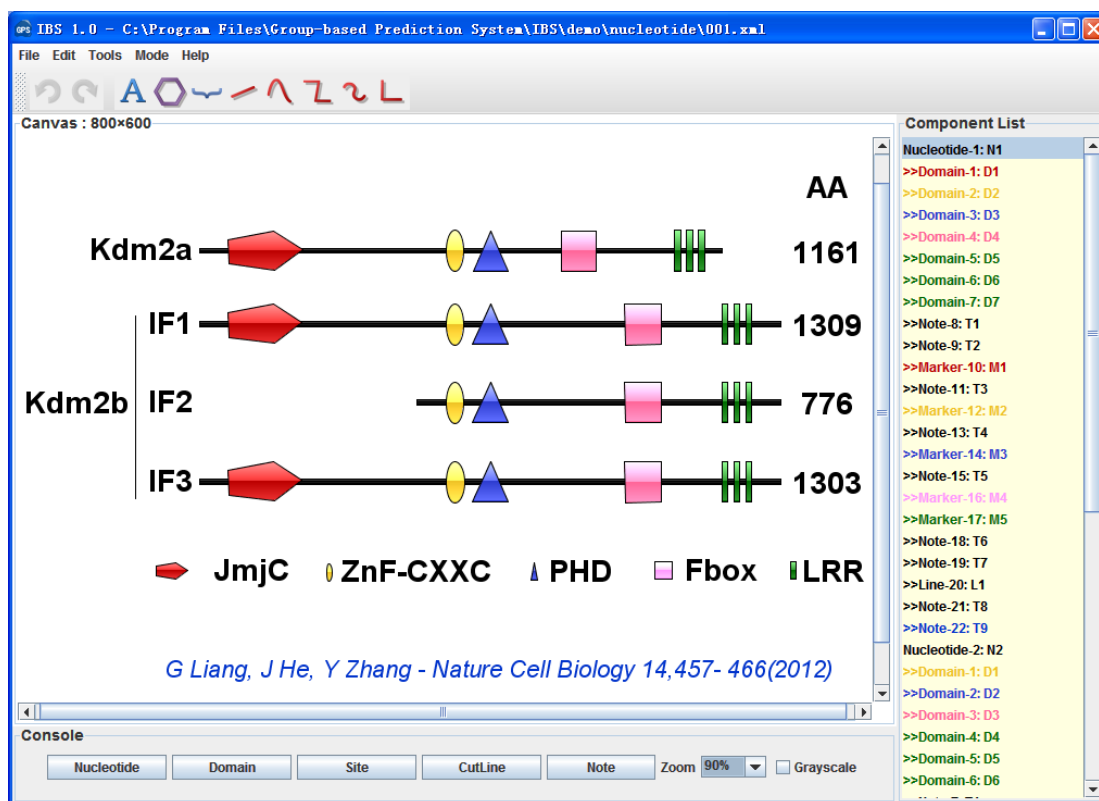 IBS 1.0 - C:\Program Files\Group-based Prediction System\IBS\demo\nucleotide\001.xml
File Edit Tools Mode Help
Canvas : 800×600
AA
Kdm2a 1161
IF1 1309
Kdm2b IF2 776
IF3 1303
JmjC ZnF-CXXC PHD Fbox LRR
G Liang, J He, Y Zhang - Nature Cell Biology 14,457- 466(2012)
Console
Nucleotide Domain Site CutLine Note Zoom 90% Grayscale
Component List
Nucleotide-1: N1
>>Domain-1: D1
>>Domain-2: D2
>>Domain-3: D3
>>Domain-4: D4
>>Domain-5: D5
>>Domain-6: D6
>>Domain-7: D7
>>Note-8: T1
>>Note-9: T2
>>Marker-10: M1
>>Note-11: T3
>>Marker-12: M2
>>Note-13: T4
>>Marker-14: M3
>>Note-15: T5
>>Marker-16: M4
>>Marker-17: M5
>>Note-18: T6
>>Note-19: T7
>>Line-20: L1
>>Note-21: T8
>>Note-22: T9
Nucleotide-2: N2
>>Domain-1: D1
>>Domain-2: D2
>>Domain-3: D3
>>Domain-4: D4
>>Domain-5: D5
>>Domain-6: D6